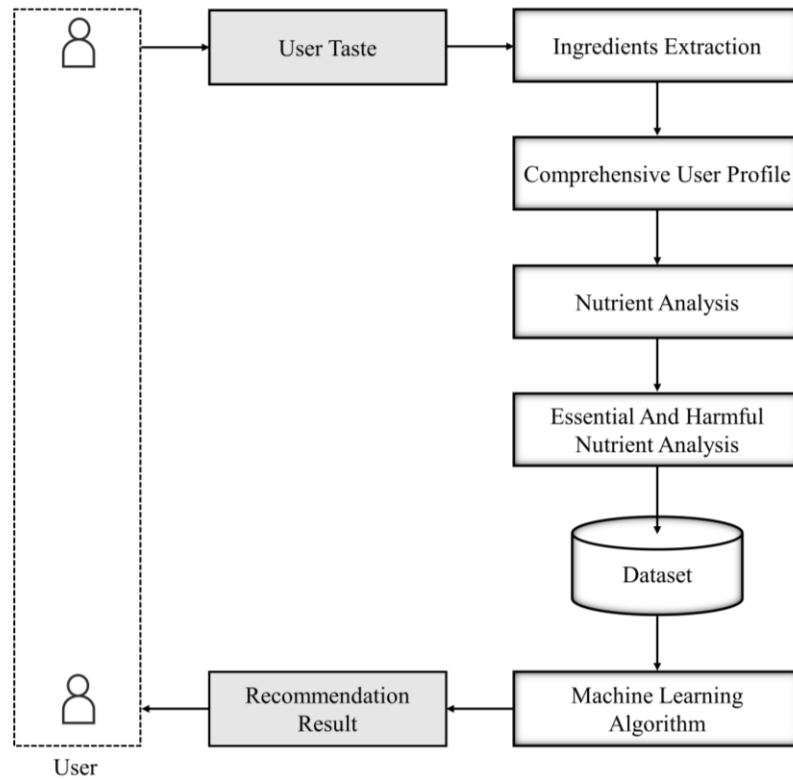 User Taste
Ingredients Extraction
Comprehensive User Profile
Nutrient Analysis
Essential And Harmful
Nutrient Analysis
Dataset
Machine Learning
Algorithm
Recommendation
Result
User